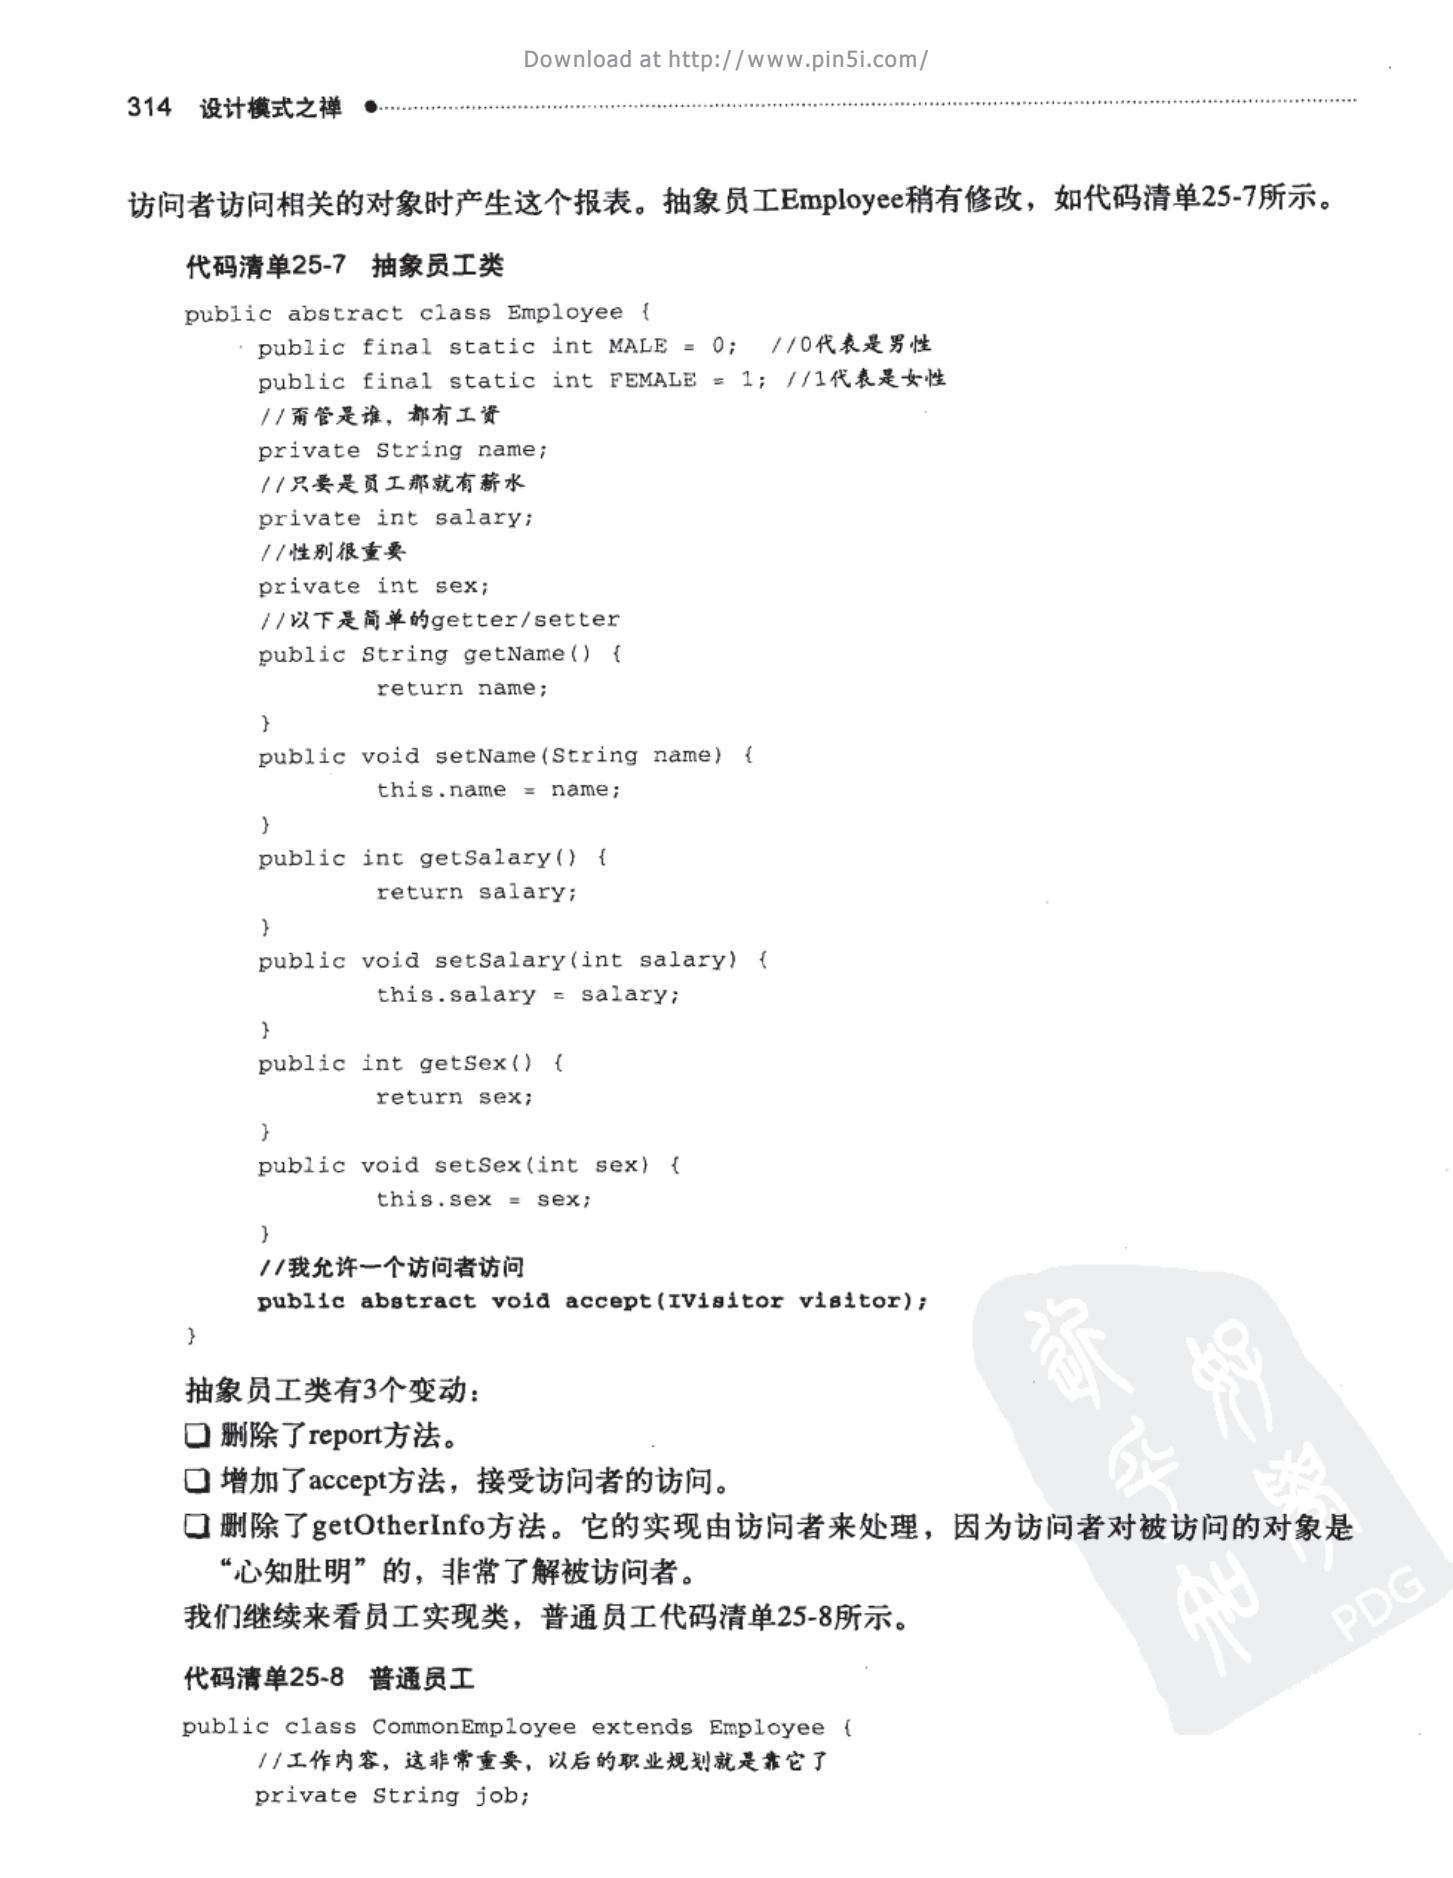 Download at http://www.pin5i.com/
314 设计模式之禅
访问者访问相关的对象时产生这个报表。抽象员工Employee稍有修改，如代码清单25-7所示。
代码清单25-7 抽象员工类
public abstract class Employee {
public final static int MALE = 0; //0代表是男性
public final static int FEMALE = 1; //1代表是女性
//甭管是谁，都有工资
private String name;
//只要是员工那就有薪水
private int salary;
//性别很重要
private int sex;
//以下是简单的getter/setter
public String getName() {
return name;
}
public void setName(String name) {
this.name = name;
}
public int getSalary() {
return salary;
}
public void setSalary(int salary) {
this.salary = salary;
}
public int getSex() {
return sex;
}
public void setSex(int sex) {
this.sex = sex;
}
//我允许一个访问者访问
public abstract void accept(IVisitor visitor);
}
抽象员工类有3个变动：
❑ 删除了report方法。
❑ 增加了accept方法，接受访问者的访问。
❑ 删除了getOtherInfo方法。它的实现由访问者来处理，因为访问者对被访问的对象是
“心知肚明”的，非常了解被访问者。
我们继续来看员工实现类，普通员工代码清单25-8所示。
代码清单25-8 普通员工
public class CommonEmployee extends Employee {
//工作内容，这非常重要，以后的职业规划就是靠它了
private String job;
PDG